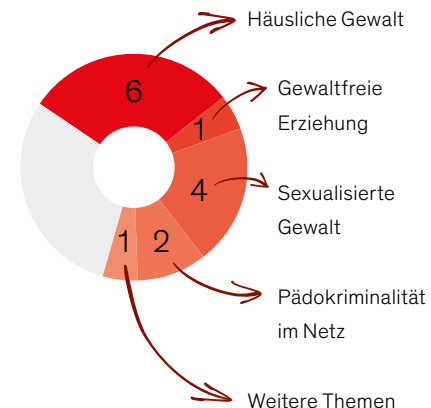 Häusliche Gewalt
6
Gewaltfreie
Erziehung
1
Sexualisierte
Gewalt
4
1
2
Pädokriminalität
im Netz
Weitere Themen